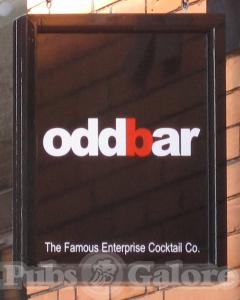 oddbar
The Famous Enterprise Cocktail Co.
Pubs Galore